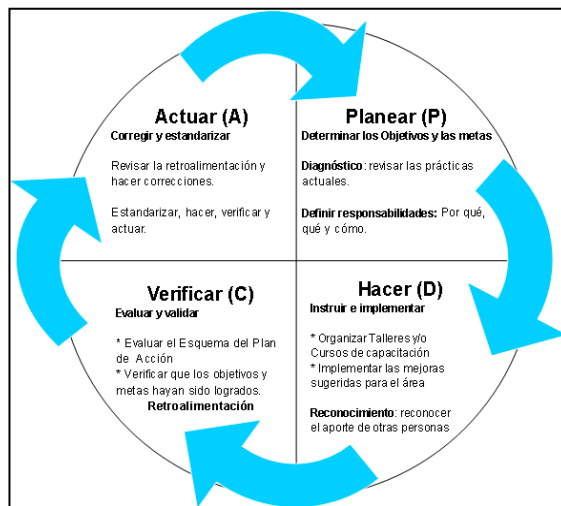 Actuar (A)
Corregir y estandarizar
Revisar la retroalimentación y
hacer correcciones.
Estandarizar, hacer, verificar y
actuar.
Planear (P)
Determinar los Objetivos y las metas
Diagnóstico: revisar las prácticas
actuales.
Definir responsabilidades: Por qué,
qué y cómo.
Verificar (C)
Evaluar y validar
* Evaluar el Esquema del Plan
de Acción
* Verificar que los objetivos y
metas hayan sido logrados.
Retroalimentación
Hacer (D)
Instruir e implementar
* Organizar Talleres y/o
Cursos de capacitación
* Implementar las mejoras
sugeridas para el área
Reconocimiento: reconocer
el aporte de otras personas